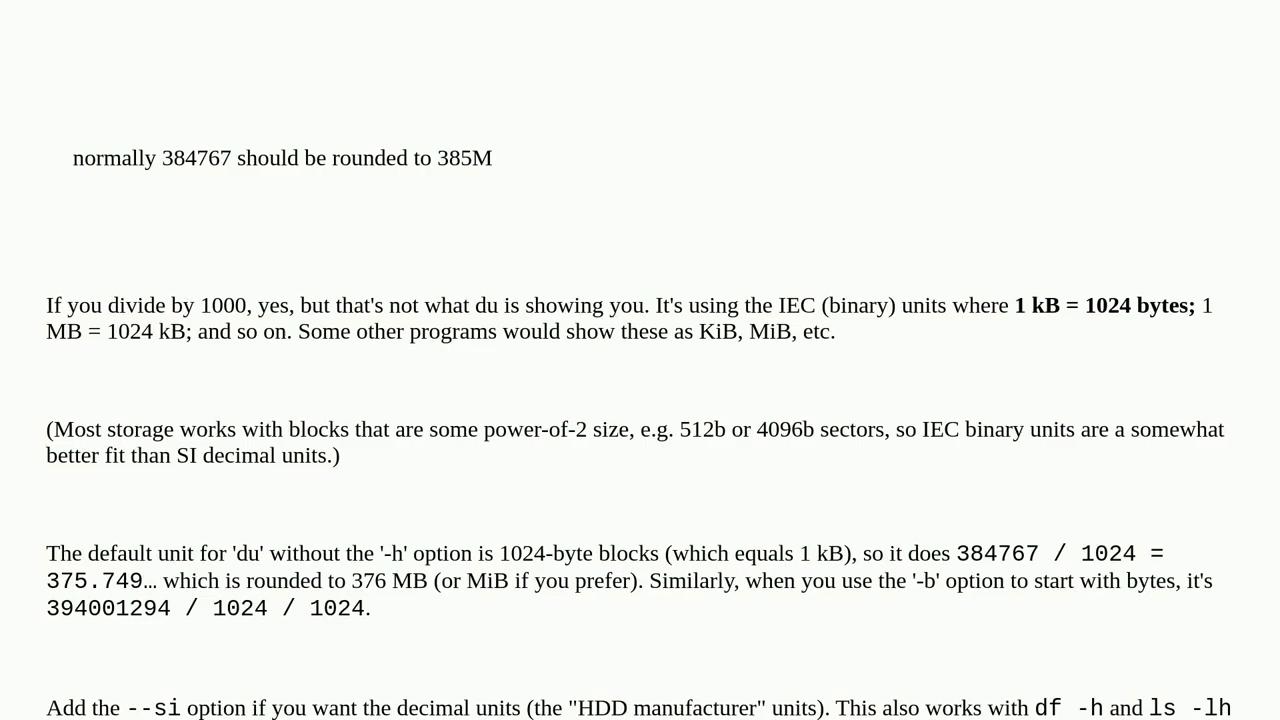 normally 384767 should be rounded to 385M
If you divide by 1000, yes, but that's not what du is showing you. It's using the IEC (binary) units where 1 kB = 1024 bytes; 1
MB = 1024 kB; and so on. Some other programs would show these as KiB, MiB, etc.
(Most storage works with blocks that are some power-of-2 size, e.g. 512b or 4096b sectors, so IEC binary units are a somewhat
better fit than SI decimal units.)
The default unit for 'du' without the '-h' option is 1024-byte blocks (which equals 1 kB), so it does 384767 / 1024 =
375.749… which is rounded to 376 MB (or MiB if you prefer). Similarly, when you use the '-b' option to start with bytes, it's
394001294 / 1024 / 1024.
Add the --si option if you want the decimal units (the "HDD manufacturer" units). This also works with df -h and ls -lh